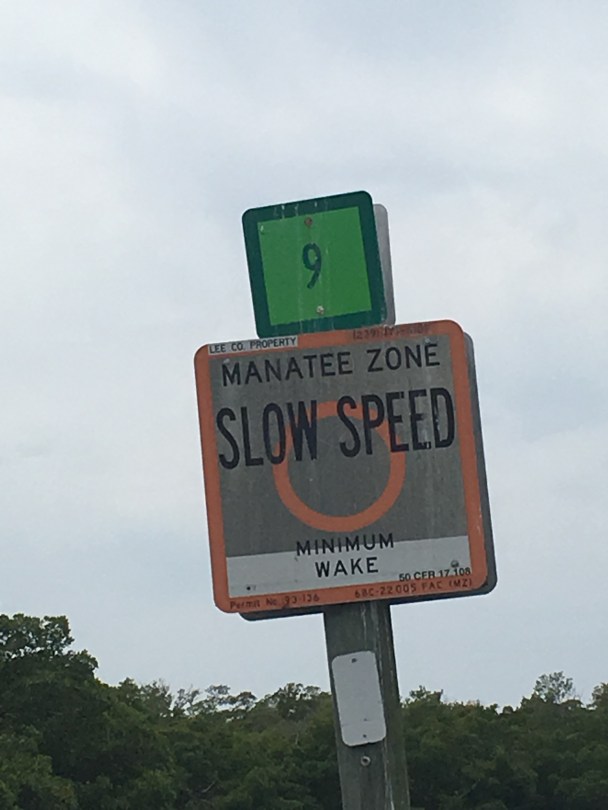 9
LEE CO. PROPERTY
MANATEE ZONE
SLOW SPEED
MINIMUM
WAKE
50 CFR 17.108
Permit No. 93-136 68C-22.005 FAC (MZ)